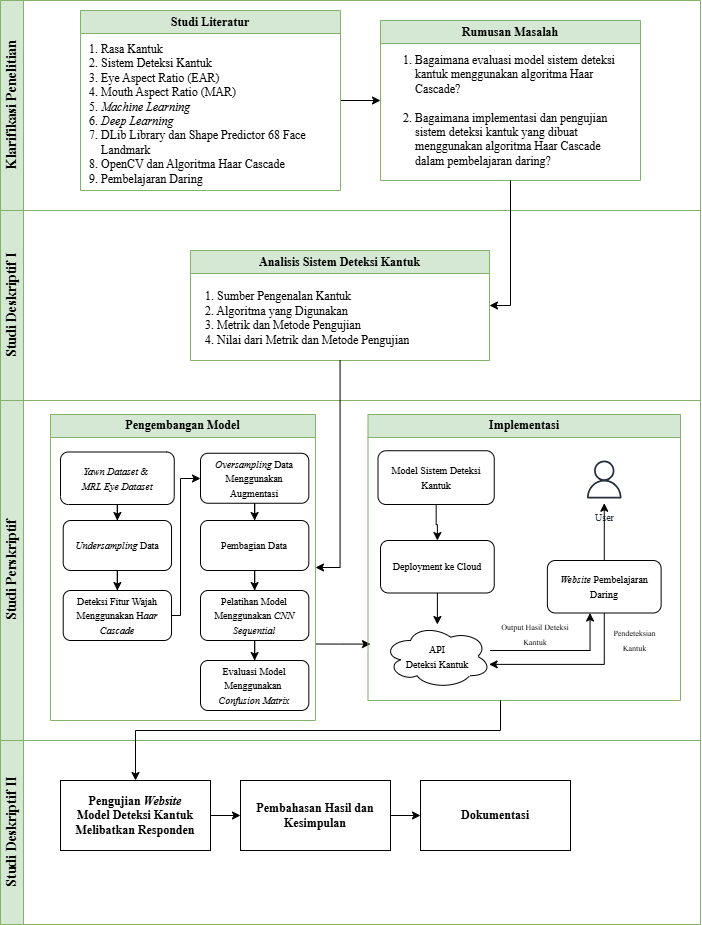 Klarifikasi Penelitian
Studi Literatur
1. Rasa Kantuk
2. Sistem Deteksi Kantuk
3. Eye Aspect Ratio (EAR)
4. Mouth Aspect Ratio (MAR)
5. Machine Learning
6. Deep Learning
7. DLib Library dan Shape Predictor 68 Face
Landmark
8. OpenCV dan Algoritma Haar Cascade
9. Pembelajaran Daring
Rumusan Masalah
1. Bagaimana evaluasi model sistem deteksi
kantuk menggunakan algoritma Haar
Cascade?
2. Bagaimana implementasi dan pengujian
sistem deteksi kantuk yang dibuat
menggunakan algoritma Haar Cascade
dalam pembelajaran daring?
Studi Deskriptif I
Analisis Sistem Deteksi Kantuk
1. Sumber Pengenalan Kantuk
2. Algoritma yang Digunakan
3. Metrik dan Metode Pengujian
4. Nilai dari Metrik dan Metode Pengujian
Studi Perskriptif
Pengembangan Model
Yawn Dataset &
MRL Eye Dataset
Undersampling Data
Deteksi Fitur Wajah
Menggunakan Haar
Cascade
Oversampling Data
Menggunakan
Augmentasi
Pembagian Data
Pelatihan Model
Menggunakan CNN
Sequential
Evaluasi Model
Menggunakan
Confusion Matrix
Implementasi
Model Sistem Deteksi
Kantuk
Deployment ke Cloud
API
Deteksi Kantuk
User
Website Pembelajaran
Daring
Output Hasil Deteksi
Kantuk
Pendeteksian
Kantuk
Studi Deskriptif II
Pengujian Website
Model Deteksi Kantuk
Melibatkan Responden
Pembahasan Hasil dan
Kesimpulan
Dokumentasi